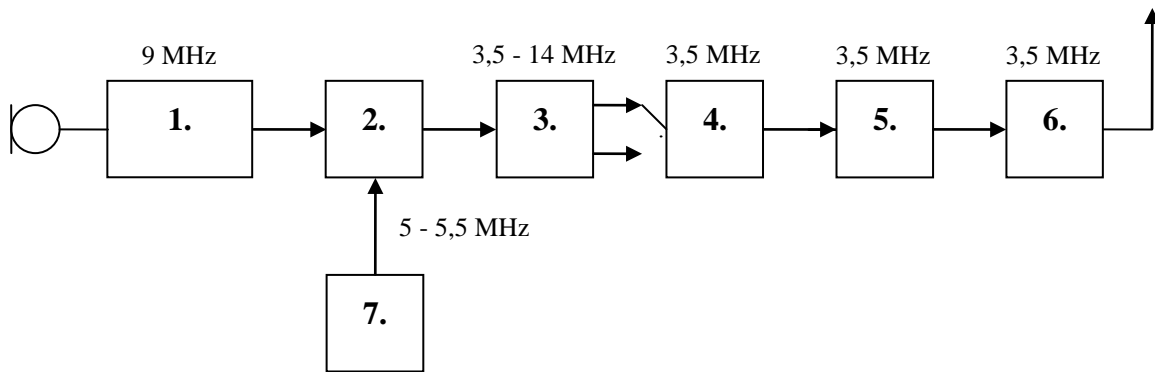 9 MHz
3,5 - 14 MHz
3,5 MHz
3,5 MHz
3,5 MHz
1.
2.
3.
4.
5.
6.
5 - 5,5 MHz
7.